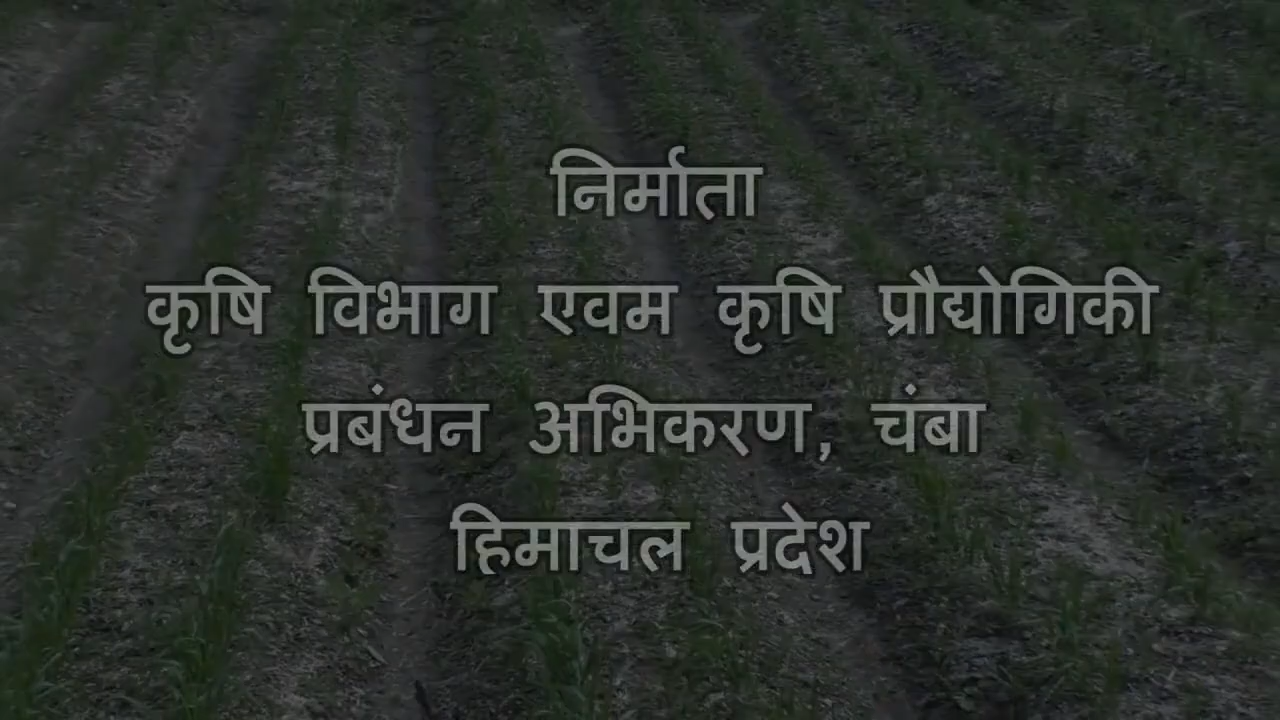 निर्माता
कृषि विभाग एवम कृषि प्रौद्योगिकी
प्रबंधन अभिकरण, चंबा
हिमाचल प्रदेश